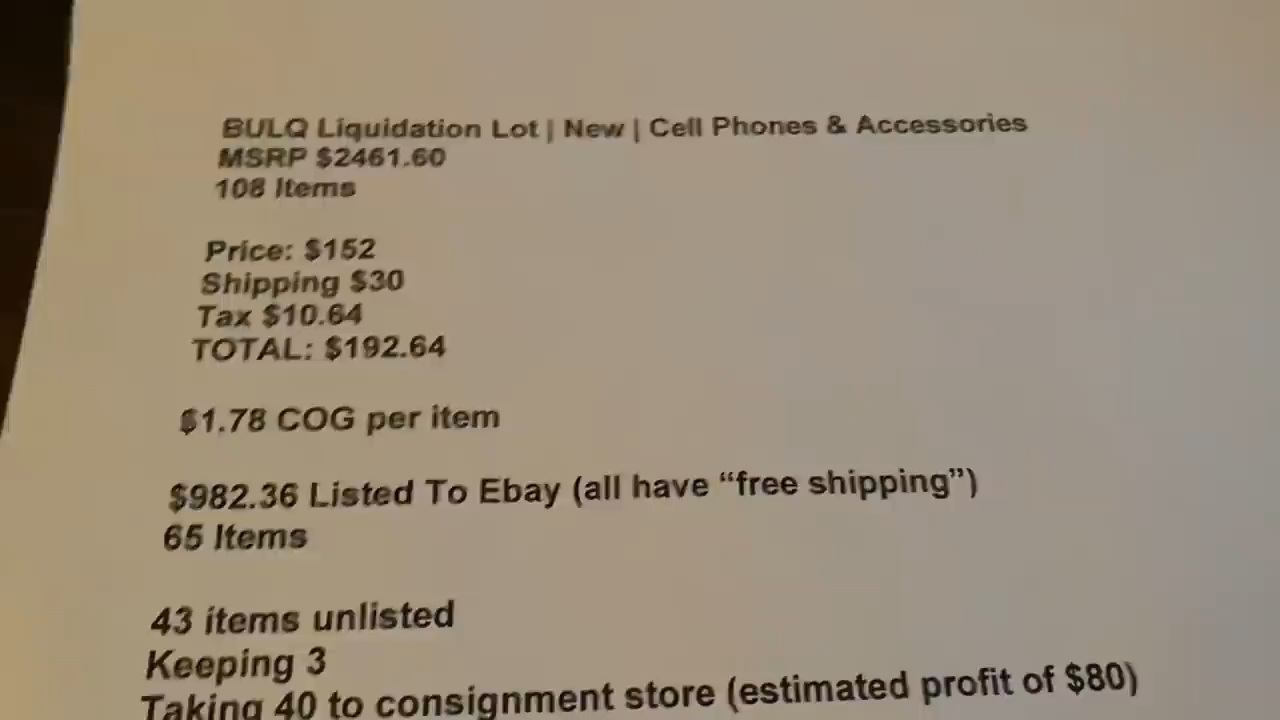 BULQ Liquidation Lot | New | Cell Phones & Accessories
MSRP $2461.60
108 Items
Price: $152
Shipping $30
Tax $10.64
TOTAL: $192.64
$1.78 COG per item
$982.36 Listed To Ebay (all have “free shipping”)
65 Items
43 items unlisted
Keeping 3
Taking 40 to consignment store (estimated profit of $80)